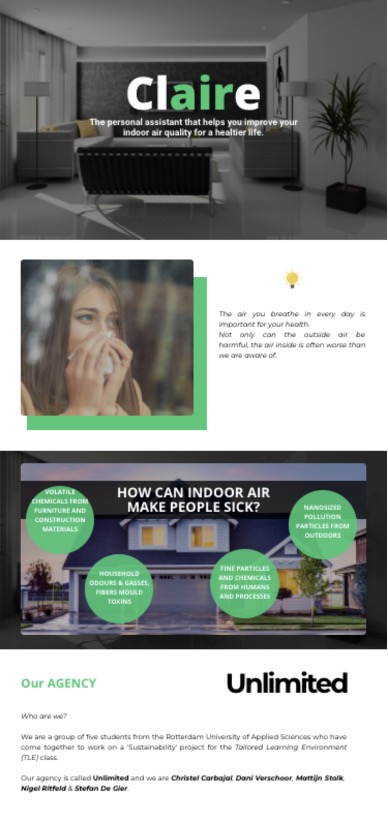 Claire
The personal assistant that helps you improve your
indoor air quality for a healtier life.
The air you breathe in every day is
important for your health.
Not only can the outside air be
harmful, the air inside is often worse than
we are aware of.
HOW CAN INDOOR AIR
MAKE PEOPLE SICK?
VOLATILE
CHEMICALS FROM
FURNITURE AND
CONSTRUCTION
MATERIALS
NANOSIZED
POLLUTION
PARTICLES FROM
OUTDOORS
HOUSEHOLD
ODOURS & GASSES,
FIBERS MOULD
TOXINS
FINE PARTICLES
AND CHEMICALS
FROM HUMANS
AND PROCESSES
Our AGENCY
Unlimited
Who are we?
We are a group of five students from the Rotterdam University of Applied Sciences who have
come together to work on a 'Sustainability' project for the Tailored Learning Environment
(TLE) class.
Our agency is called Unlimited and we are Christel Carbajal, Dani Verschoor, Mattijn Stolk,
Nigel Ritfeld & Stefan De Gier.